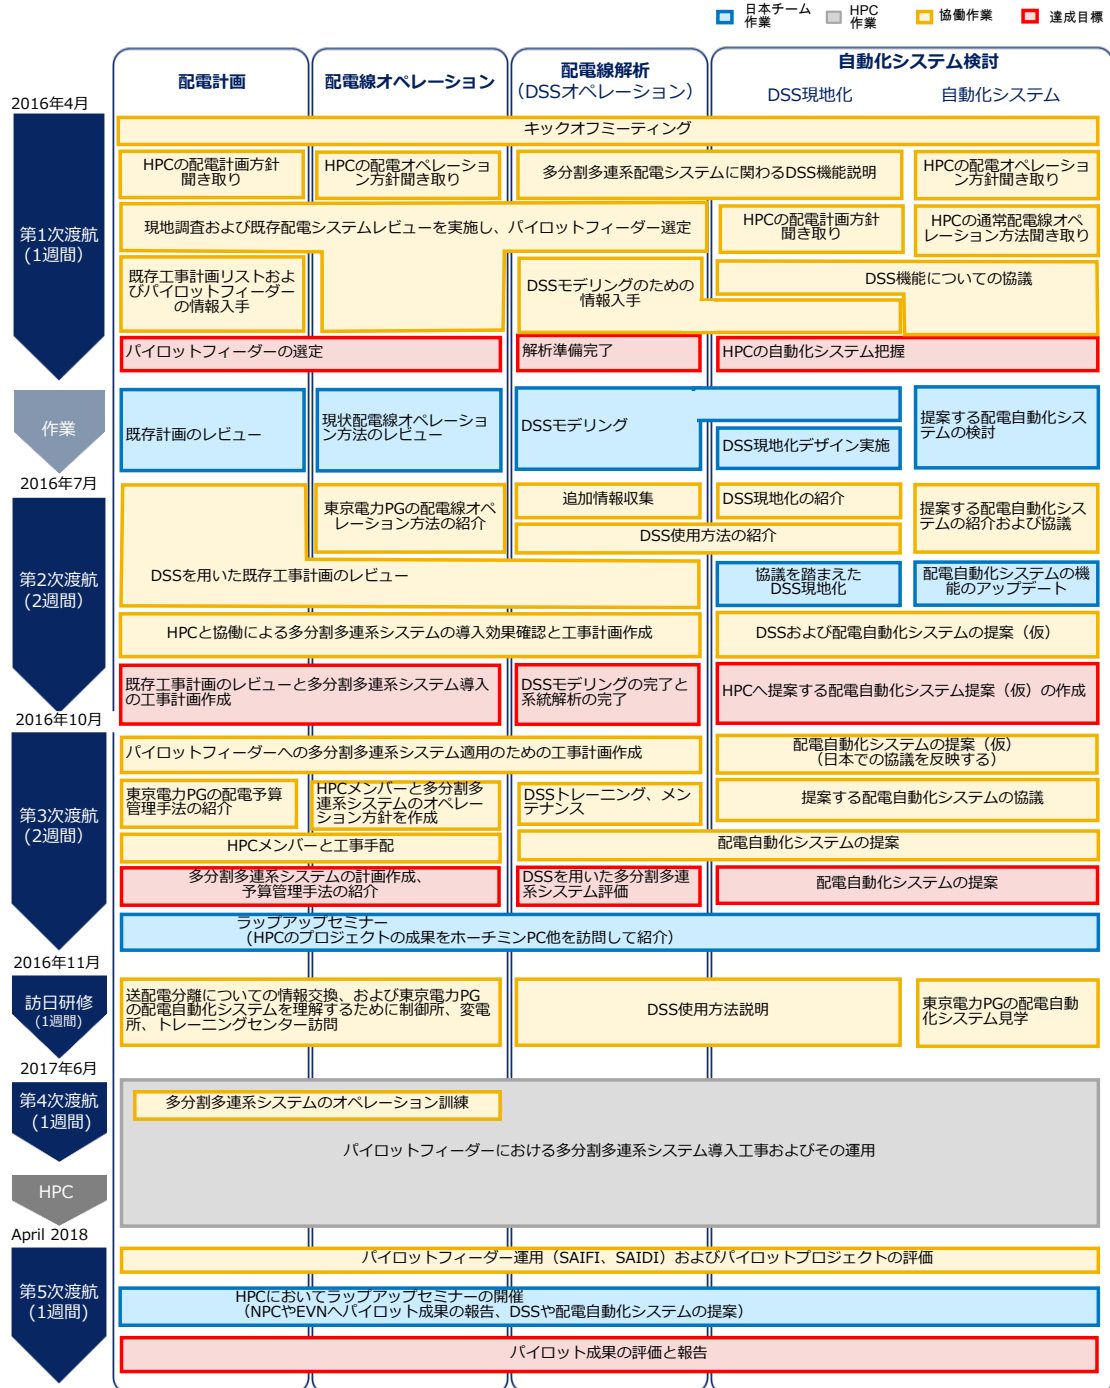 日本チーム
作業
HPC
作業
協働作業
達成目標
配電計画
配電線オペレーション
配電線解析
（DSSオペレーション）
自動化システム検討
DSS現地化
自動化システム
2016年4月
キックオフミーティング
HPCの配電計画方針
聞き取り
HPCの配電オペレーショ
ン方針聞き取り
多分割多連系配電システムに関わるDSS機能説明
HPCの配電オペレーショ
ン方針聞き取り
第1次渡航
(1週間）
現地調査および既存配電システムレビューを実施し、パイロットフィーダー選定
HPCの配電計画方針
聞き取り
HPCの通常配電線オペ
レーション方法聞き取り
既存工事計画リストおよ
びパイロットフィーダー
の情報入手
DSSモデリングのための
情報入手
DSS機能についての協議
パイロットフィーダーの選定
解析準備完了
HPCの自動化システム把握
作業
既存計画のレビュー
現状配電線オペレーショ
ン方法のレビュー
DSSモデリング
DSS現地化デザイン実施
提案する配電自動化シス
テムの検討
2016年7月
第2次渡航
(2週間）
東京電力PGの配電線オペ
レーション方法の紹介
追加情報収集
DSS現地化の紹介
提案する配電自動化シス
テムの紹介および協議
DSS使用方法の紹介
DSSを用いた既存工事計画のレビュー
協議を踏まえた
DSS現地化
配電自動化システムの機
能のアップデート
HPCと協働による多分割多連系システムの導入効果確認と工事計画作成
DSSおよび配電自動化システムの提案（仮）
既存工事計画のレビューと多分割多連系システム導入
の工事計画作成
DSSモデリングの完了と
系統解析の完了
HPCへ提案する配電自動化システム提案（仮）の作成
2016年10月
第3次渡航
(2週間）
パイロットフィーダーへの多分割多連系システム適用のための工事計画作成
配電自動化システムの提案（仮）
（日本での協議を反映する）
東京電力PGの配電予算
管理手法の紹介
HPCメンバーと多分割多
連系システムのオペレー
ション方針を作成
DSSトレーニング、メン
テナンス
提案する配電自動化システムの協議
HPCメンバーと工事手配
配電自動化システムの提案
多分割多連系システムの計画作成、
予算管理手法の紹介
DSSを用いた多分割多連
系システム評価
配電自動化システムの提案
ラップアップセミナー
（HPCのプロジェクトの成果をホーチミンPC他を訪問して紹介）
2016年11月
訪日研修
(1週間）
送配電分離についての情報交換、および東京電力PG
の配電自動化システムを理解するために制御所、変電
所、トレーニングセンター訪問
DSS使用方法説明
東京電力PGの配電自動
化システム見学
2017年6月
第4次渡航
(1週間)
多分割多連系システムのオペレーション訓練
パイロットフィーダーにおける多分割多連系システム導入工事およびその運用
HPC
April 2018
第5次渡航
(1週間)
パイロットフィーダー運用（SAIFI、SAIDI）およびパイロットプロジェクトの評価
HPCにおいてラップアップセミナーの開催
（NPCやEVNへパイロット成果の報告、DSSや配電自動化システムの提案）
パイロット成果の評価と報告